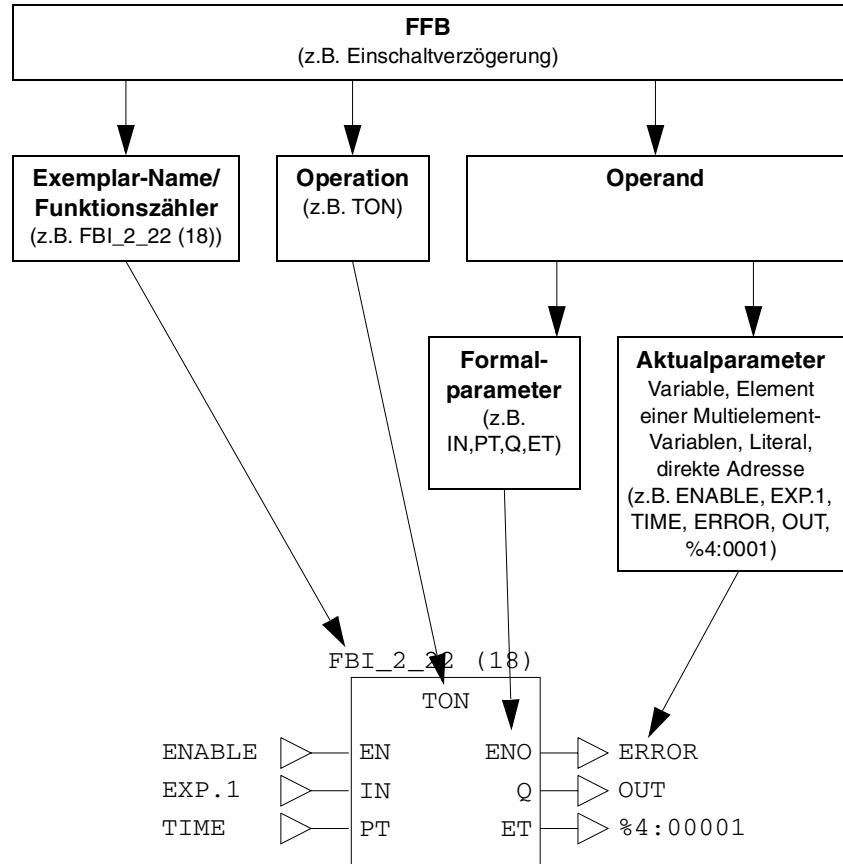 FFB
(z.B. Einschaltverzögerung)
Exemplar-Name/
Funktionszähler
(z.B. FBI_2_22 (18))
Operation
(z.B. TON)
Operand
Formal-
parameter
(z.B.
IN,PT,Q,ET)
Aktualparameter
Variable, Element
einer Multielement-
Variablen, Literal,
direkte Adresse
(z.B. ENABLE, EXP.1,
TIME, ERROR, OUT,
%4:0001)
FBI_2_22 (18)
TON
ENABLE EN ENO ERROR
EXP.1 IN Q OUT
TIME PT ET %4:00001